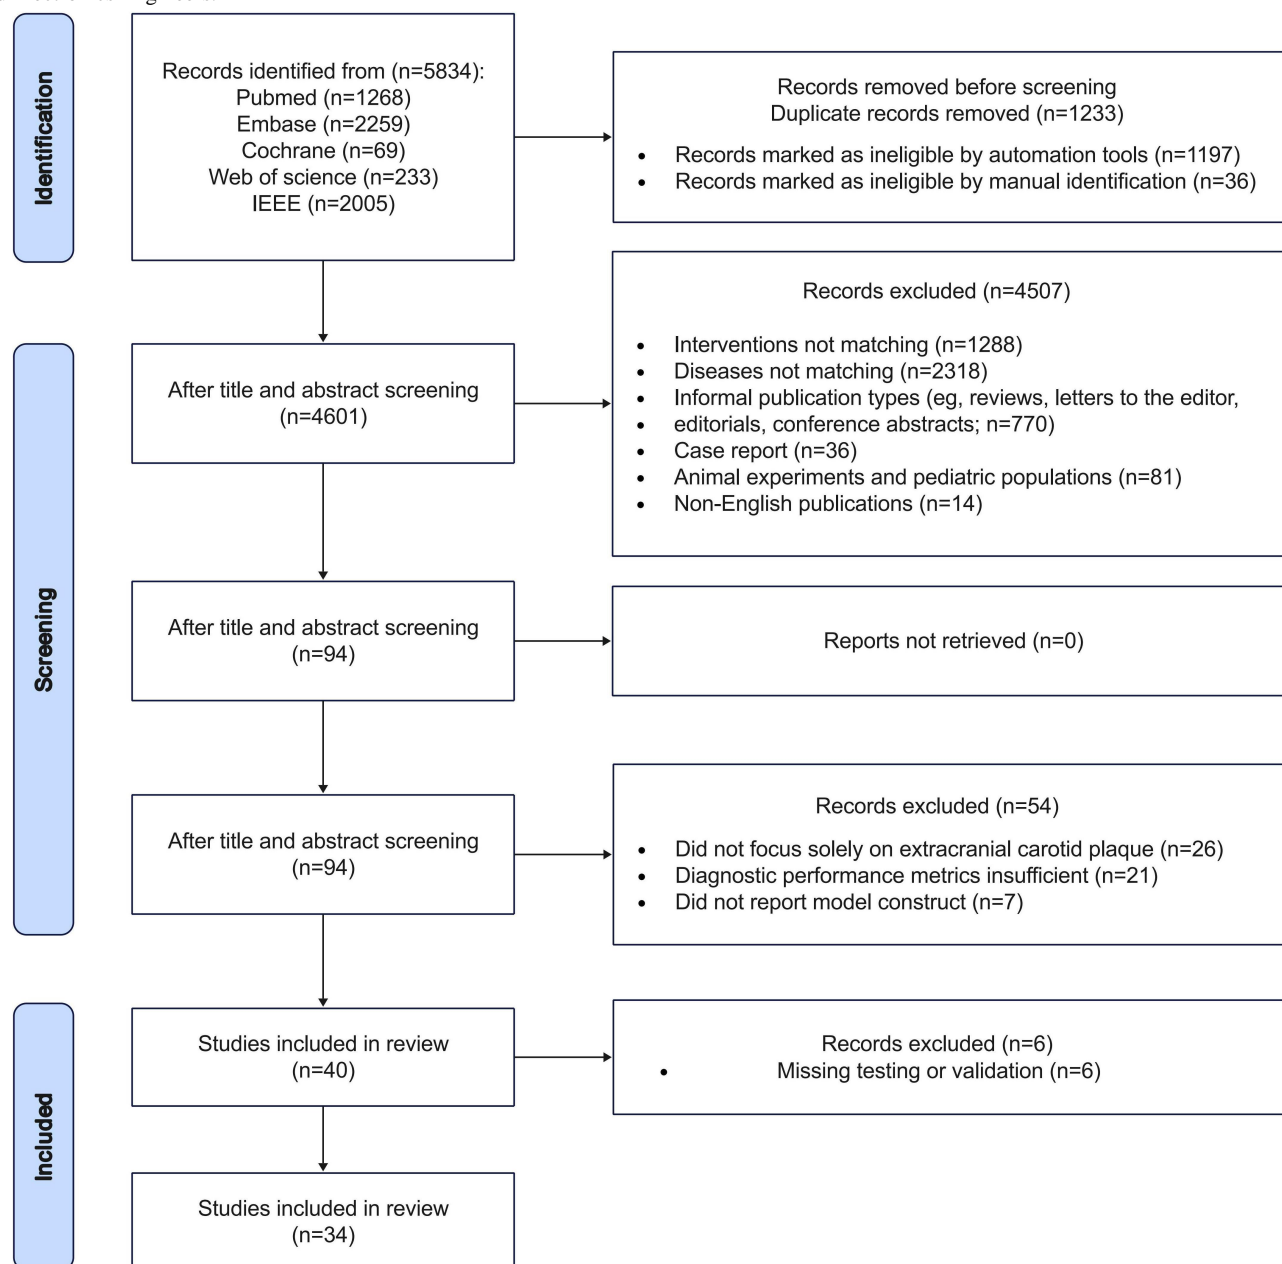 Identification
Records identified from (n=5834):
Pubmed (n=1268)
Embase (n=2259)
Cochrane (n=69)
Web of science (n=233)
IEEE (n=2005)
Records removed before screening
Duplicate records removed (n=1233)
• Records marked as ineligible by automation tools (n=1197)
• Records marked as ineligible by manual identification (n=36)
Screening
After title and abstract screening
(n=4601)
Records excluded (n=4507)
• Interventions not matching (n=1288)
• Diseases not matching (n=2318)
• Informal publication types (eg, reviews, letters to the editor,
• editorials, conference abstracts; n=770)
• Case report (n=36)
• Animal experiments and pediatric populations (n=81)
• Non-English publications (n=14)
After title and abstract screening
(n=94)
Reports not retrieved (n=0)
After title and abstract screening
(n=94)
Records excluded (n=54)
• Did not focus solely on extracranial carotid plaque (n=26)
• Diagnostic performance metrics insufficient (n=21)
• Did not report model construct (n=7)
Included
Studies included in review
(n=40)
Records excluded (n=6)
• Missing testing or validation (n=6)
Studies included in review
(n=34)